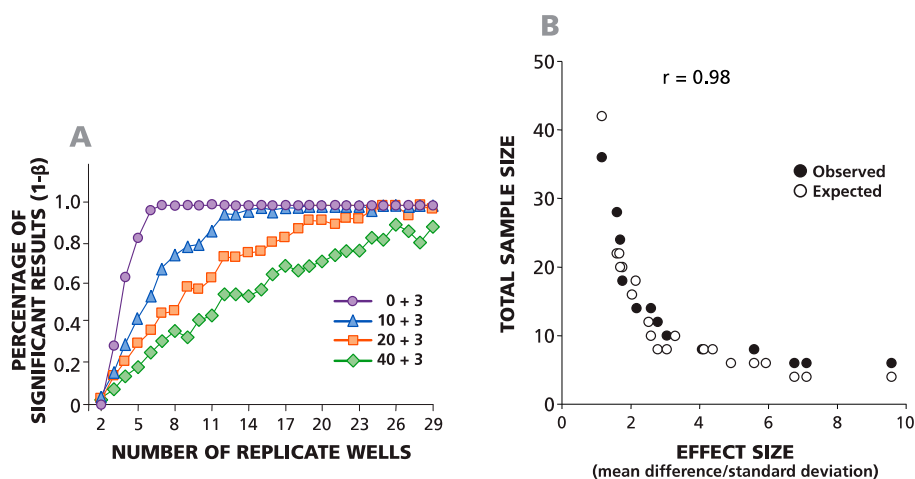 A
PERCENTAGE OF
SIGNIFICANT RESULTS (1-β)
1.0
0.8
0.6
0.4
0.2
0
0 + 3
10 + 3
20 + 3
40 + 3
2 5 8 11 14 17 20 23 26 29
NUMBER OF REPLICATE WELLS
B
TOTAL SAMPLE SIZE
50
40
30
20
10
0
r = 0.98
Observed
Expected
0 2 4 6 8 10
EFFECT SIZE
(mean difference/standard deviation)